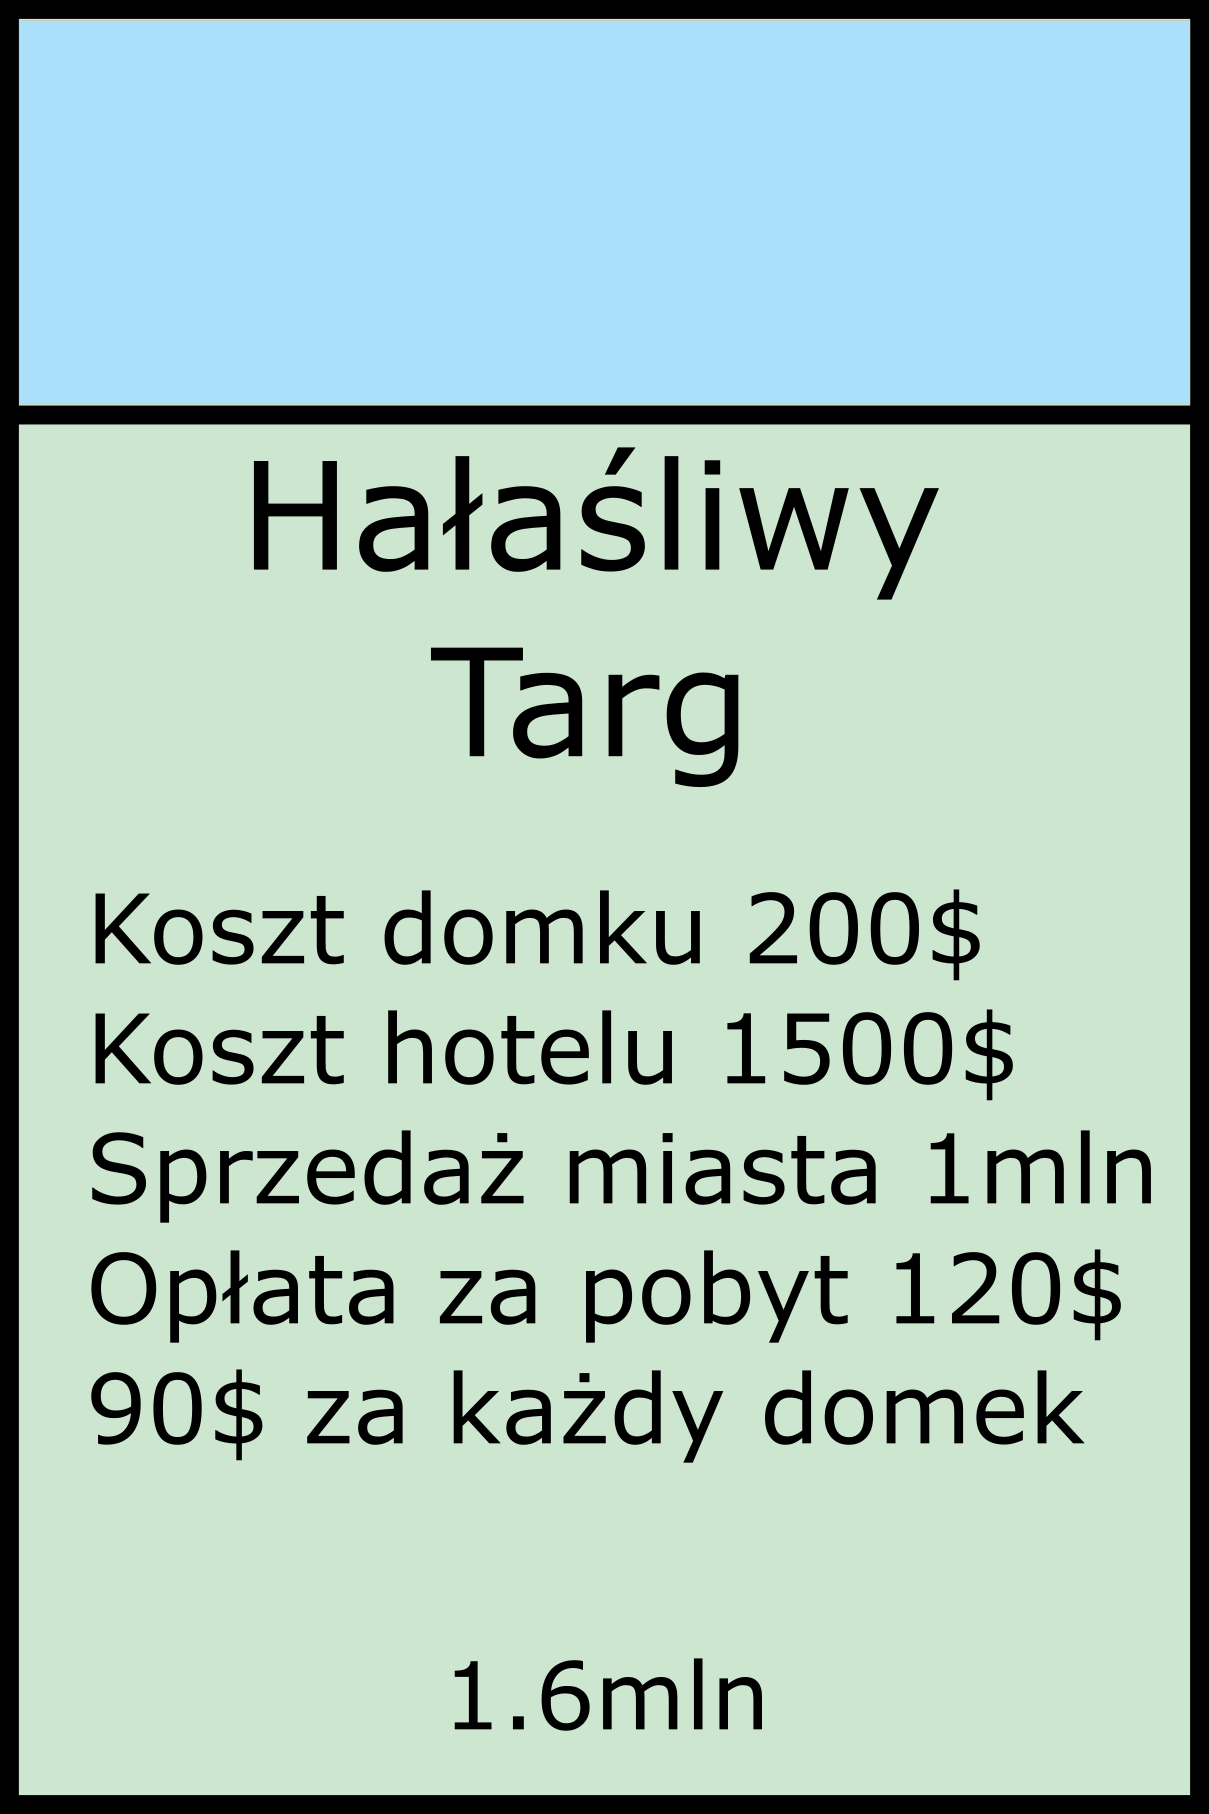 Hałaśliwy
Targ
Koszt domku 200$
Koszt hotelu 1500$
Sprzedaż miasta 1mln
Opłata za pobyt 120$
90$ za każdy domek
1.6mln